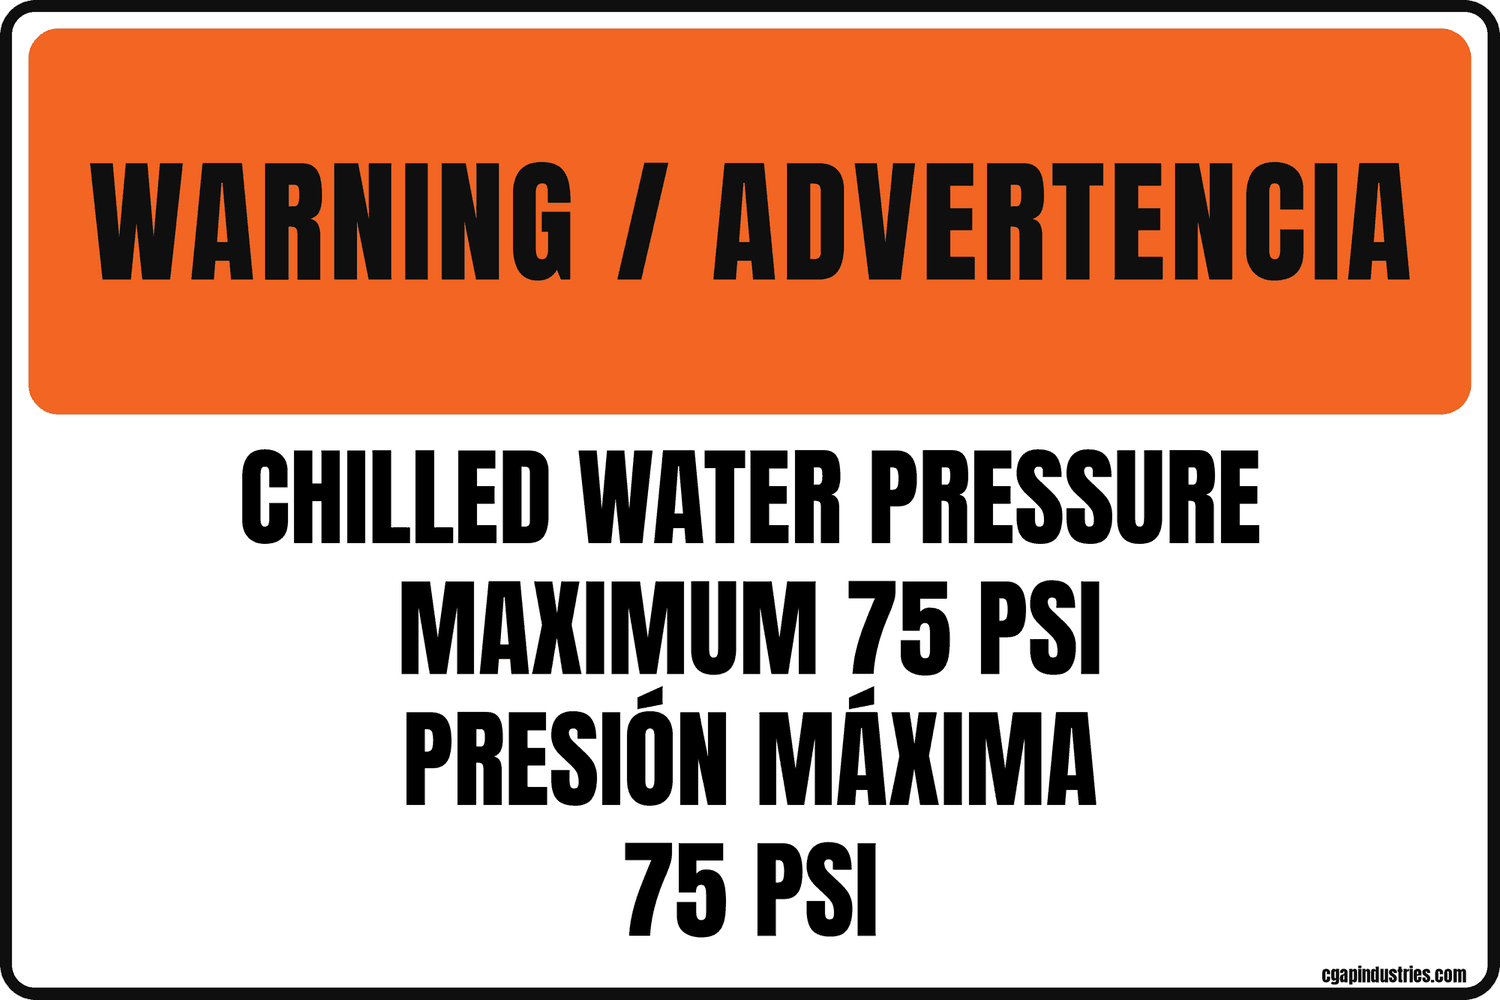 WARNING / ADVERTENCIA
CHILLED WATER PRESSURE
MAXIMUM 75 PSI
PRESIÓN MÁXIMA
75 PSI
cgapindustries.com